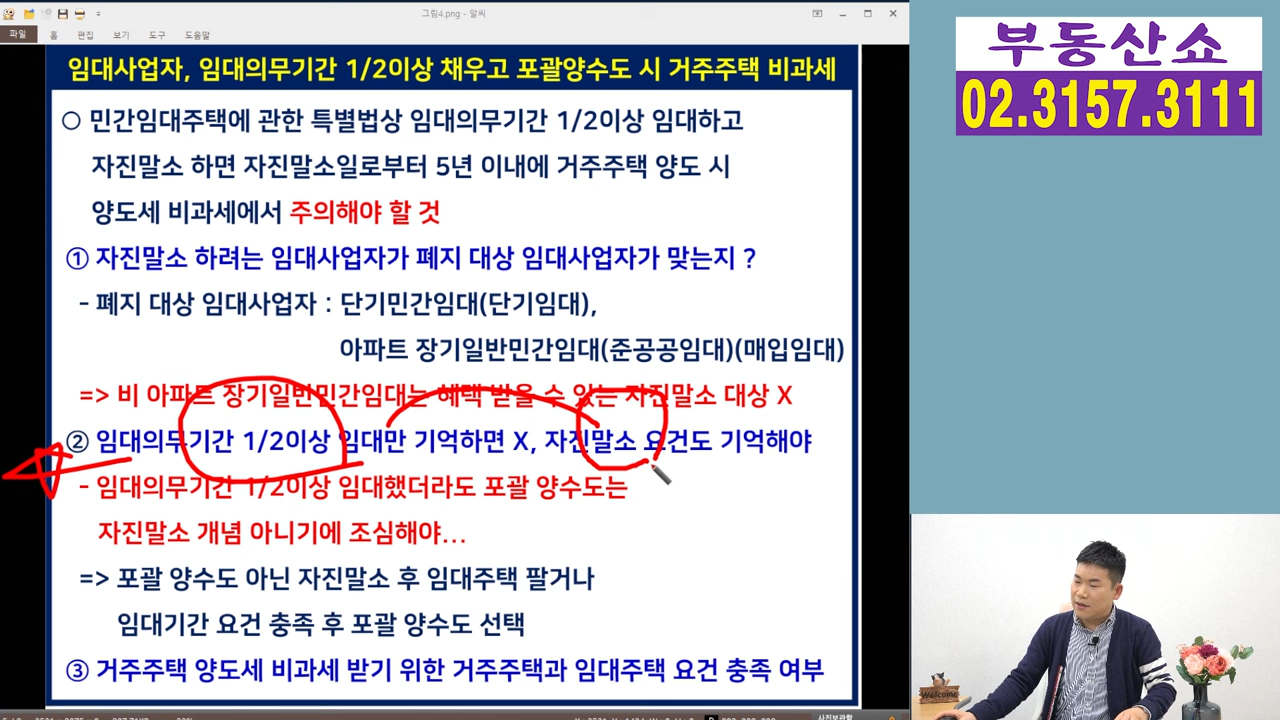 그림4.png - 알씨
파일 홈 편집 보기 도구 도움말
임대사업자, 임대의무기간 1/2이상 채우고 포괄양수도 시 거주주택 비과세
○ 민간임대주택에 관한 특별법상 임대의무기간 1/2이상 임대하고
자진말소 하면 자진말소일로부터 5년 이내에 거주주택 양도 시
양도세 비과세에서 주의해야 할 것
① 자진말소 하려는 임대사업자가 폐지 대상 임대사업자가 맞는지 ?
- 폐지 대상 임대사업자 : 단기민간임대(단기임대),
아파트 장기일반민간임대(준공공임대)(매입임대)
=> 비 아파트 장기일반민간임대는 혜택 받을 수 있는 자진말소 대상 X
② 임대의무기간 1/2이상 임대만 기억하면 X, 자진말소 요건도 기억해야
- 임대의무기간 1/2이상 임대했더라도 포괄 양수도는
자진말소 개념 아니기에 조심해야...
=> 포괄 양수도 아닌 자진말소 후 임대주택 팔거나
임대기간 요건 충족 후 포괄 양수도 선택
③ 거주주택 양도세 비과세 받기 위한 거주주택과 임대주택 요건 충족 여부
부동산쇼
02.3157.3111
Welcome